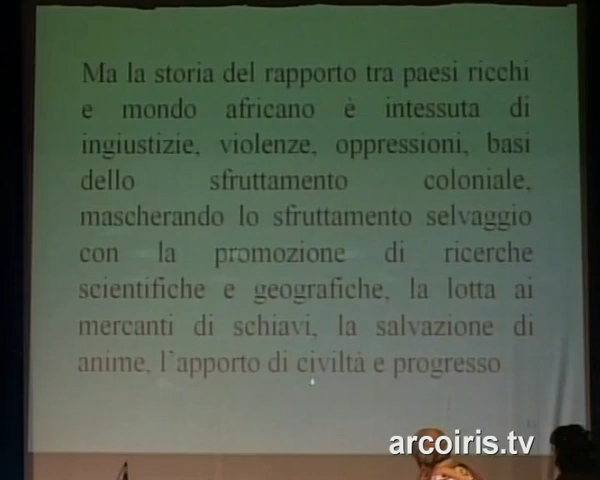 Ma la storia del rapporto tra paesi ricchi
e mondo africano è intessuta di
ingiustizie, violenze, oppressioni, basi
dello sfruttamento coloniale,
mascherando lo sfruttamento selvaggio
con la promozione di ricerche
scientifiche e geografiche, la lotta ai
mercanti di schiavi, la salvazione di
anime, l'apporto di civiltà e progresso
arcoiris.tv